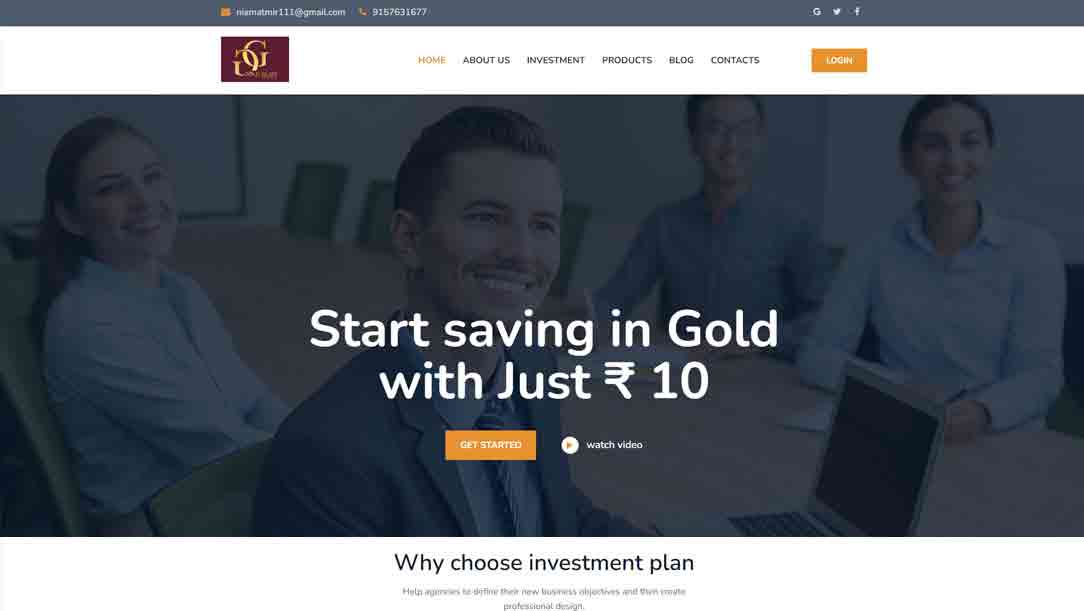 niamatmir111@gmail.com 9157631677
HOME ABOUT US INVESTMENT PRODUCTS BLOG CONTACTS LOGIN
Start saving in Gold
with Just ₹ 10
GET STARTED watch video
Why choose investment plan
Help agencies to define their new business objectives and then create
professional design.